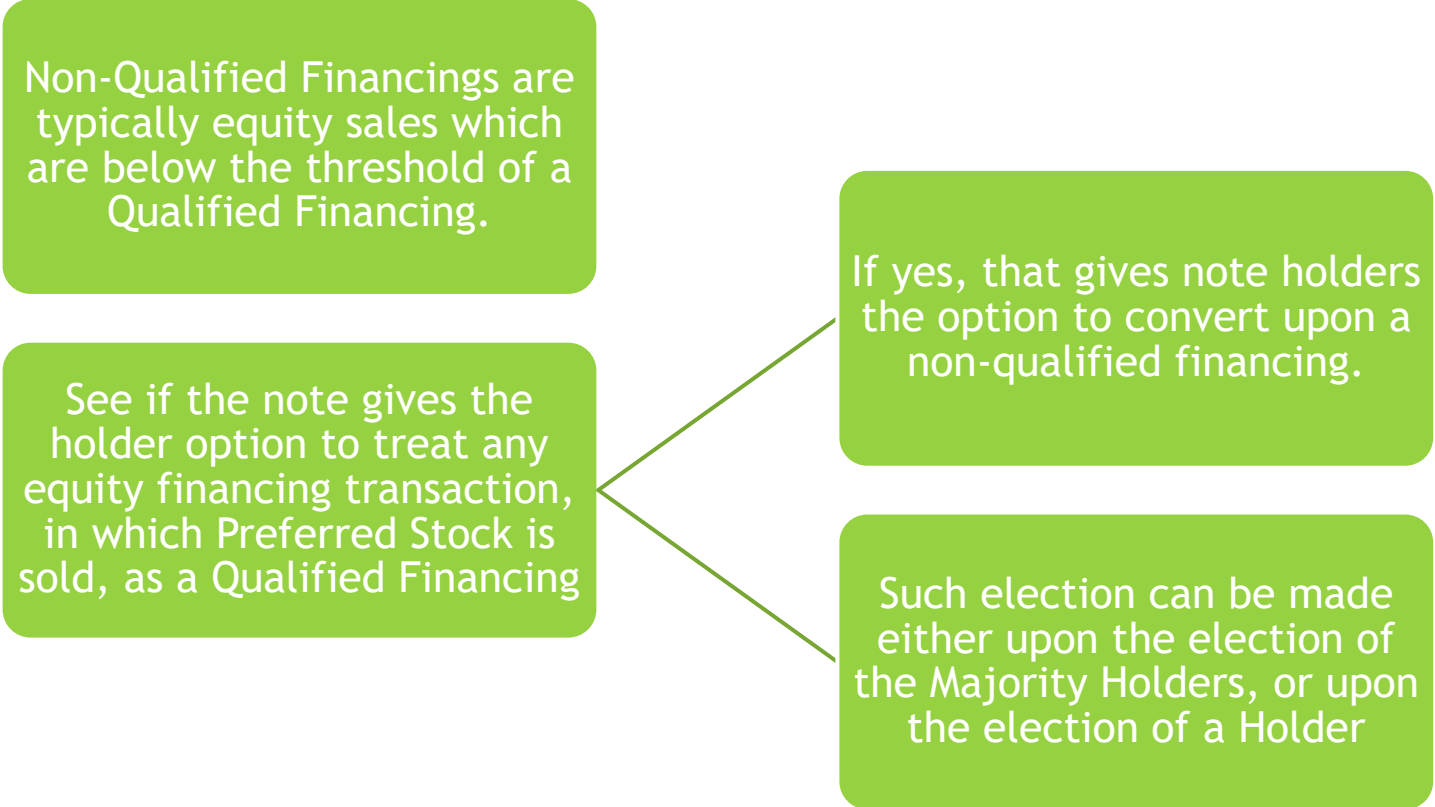 Non-Qualified Financings are
typically equity sales which
are below the threshold of a
Qualified Financing.
See if the note gives the
holder option to treat any
equity financing transaction,
in which Preferred Stock is
sold, as a Qualified Financing
If yes, that gives note holders
the option to convert upon a
non-qualified financing.
Such election can be made
either upon the election of
the Majority Holders, or upon
the election of a Holder